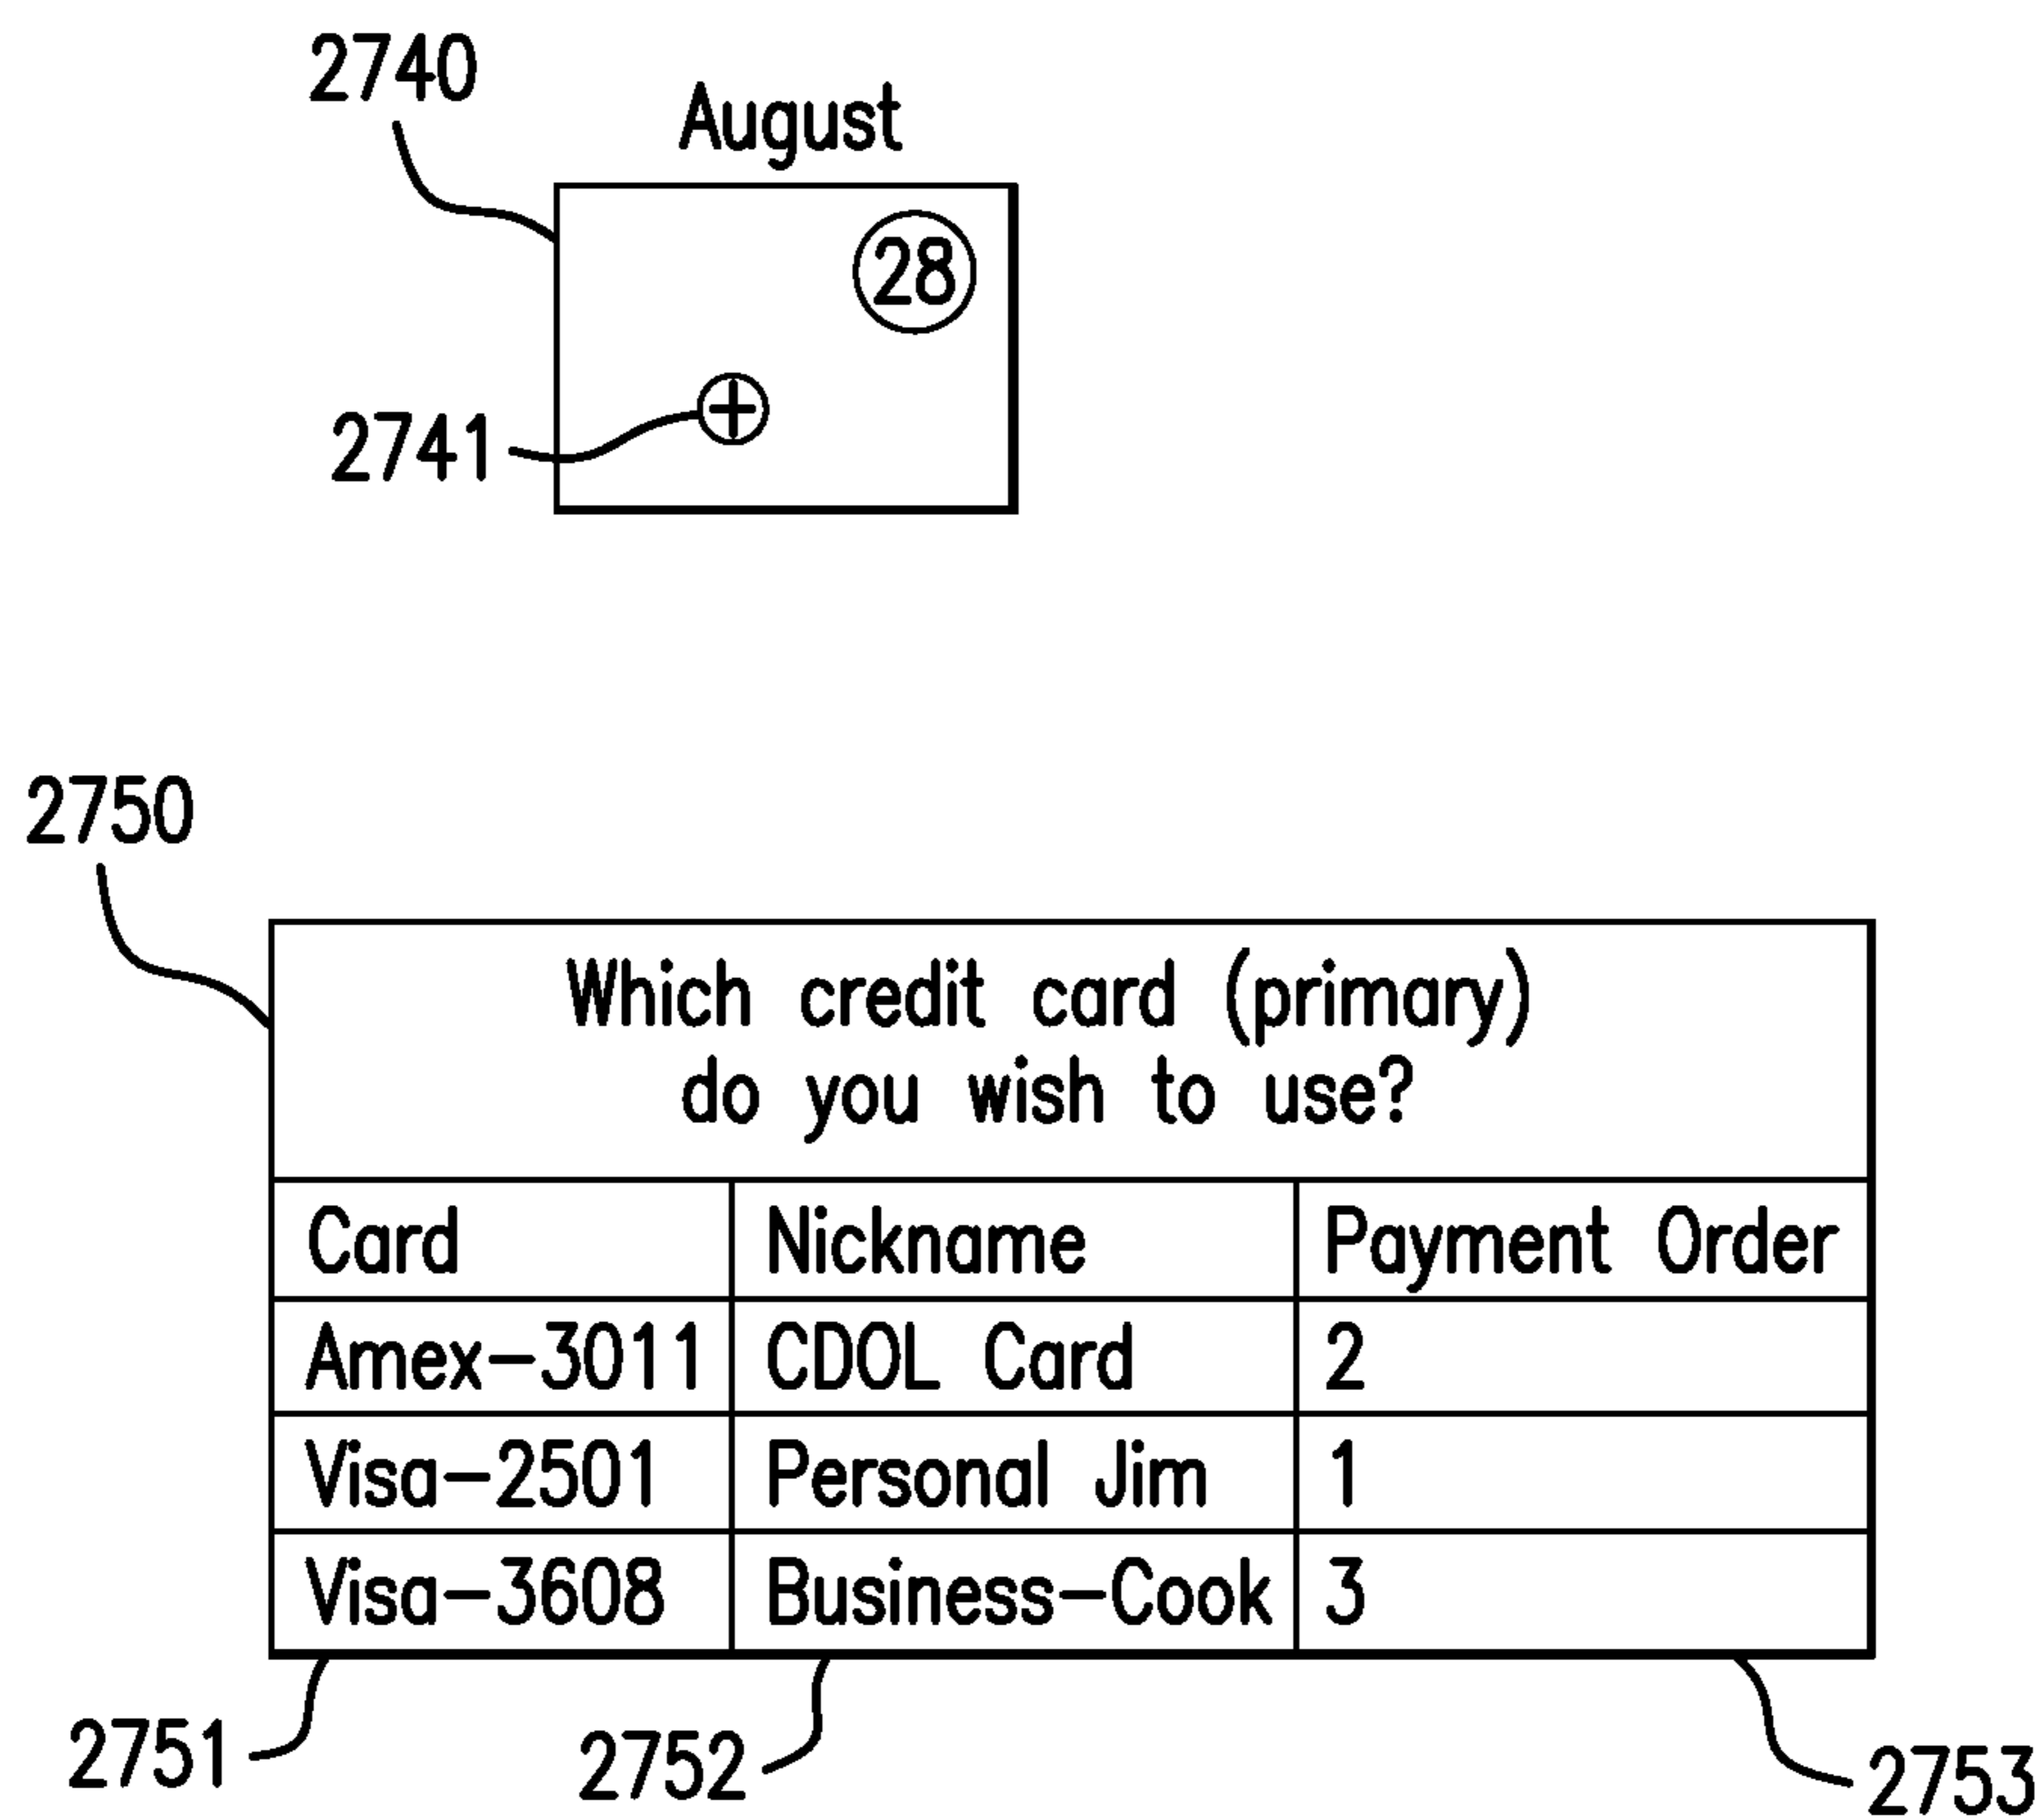 2740
August
28
2741
2750
Which credit card (primary)
do you wish to use?
Card Nickname Payment Order
Amex-3011 CDOL Card 2
Visa-2501 Personal Jim 1
Visa-3608 Business-Cook 3
2751 2752 2753